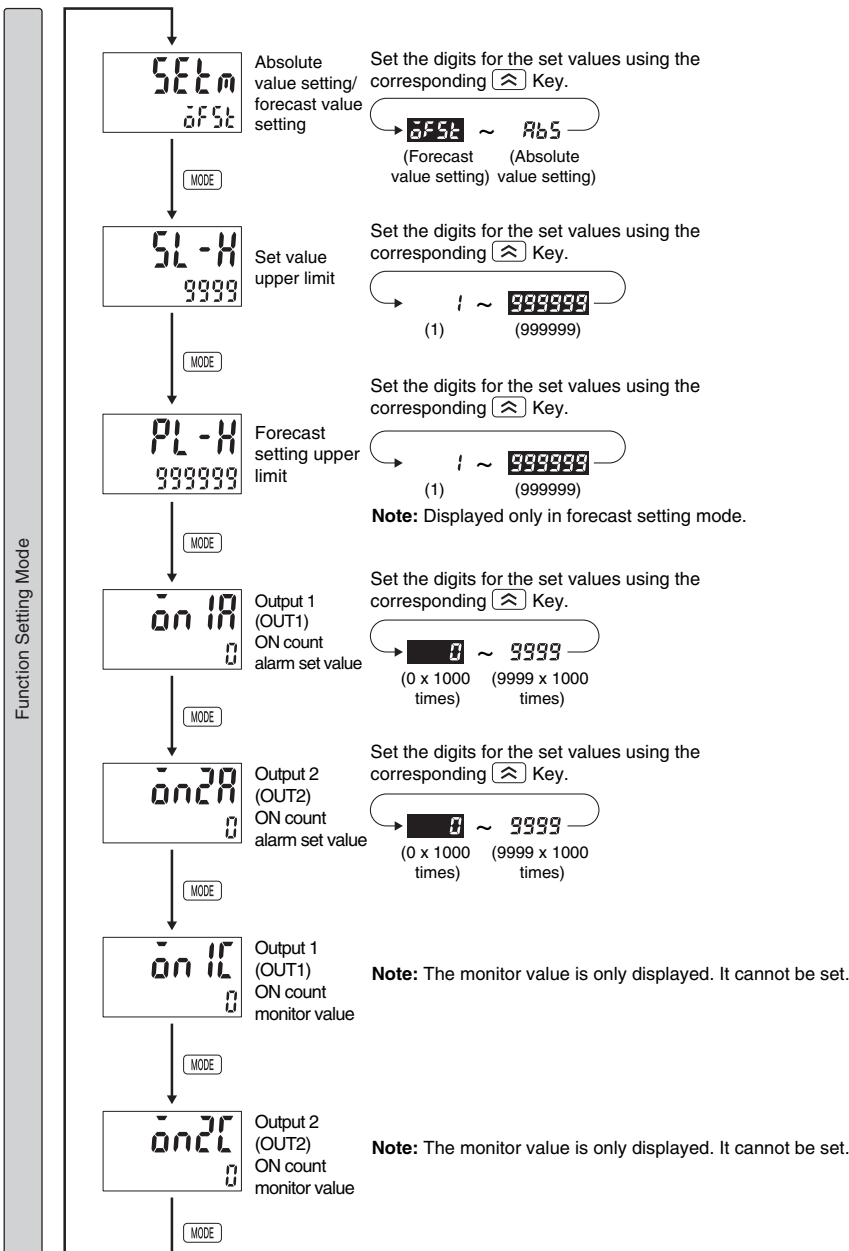 Function Setting Mode
SEtm
oFSt
Absolute
value setting/
forecast value
setting
Set the digits for the set values using the
corresponding Key.
oFSt ~ AbS
(Forecast (Absolute
value setting) value setting)
MODE
SL-H
9999
Set value
upper limit
Set the digits for the set values using the
corresponding Key.
1 ~ 999999
(1) (999999)
MODE
PL-H
999999
Forecast
setting upper
limit
Set the digits for the set values using the
corresponding Key.
1 ~ 999999
(1) (999999)
Note: Displayed only in forecast setting mode.
MODE
on1A
0
Output 1
(OUT1)
ON count
alarm set value
Set the digits for the set values using the
corresponding Key.
0 ~ 9999
(0 x 1000 (9999 x 1000
times) times)
MODE
on2A
0
Output 2
(OUT2)
ON count
alarm set value
Set the digits for the set values using the
corresponding Key.
0 ~ 9999
(0 x 1000 (9999 x 1000
times) times)
MODE
on1C
0
Output 1
(OUT1)
ON count
monitor value
Note: The monitor value is only displayed. It cannot be set.
MODE
on2C
0
Output 2
(OUT2)
ON count
monitor value
Note: The monitor value is only displayed. It cannot be set.
MODE